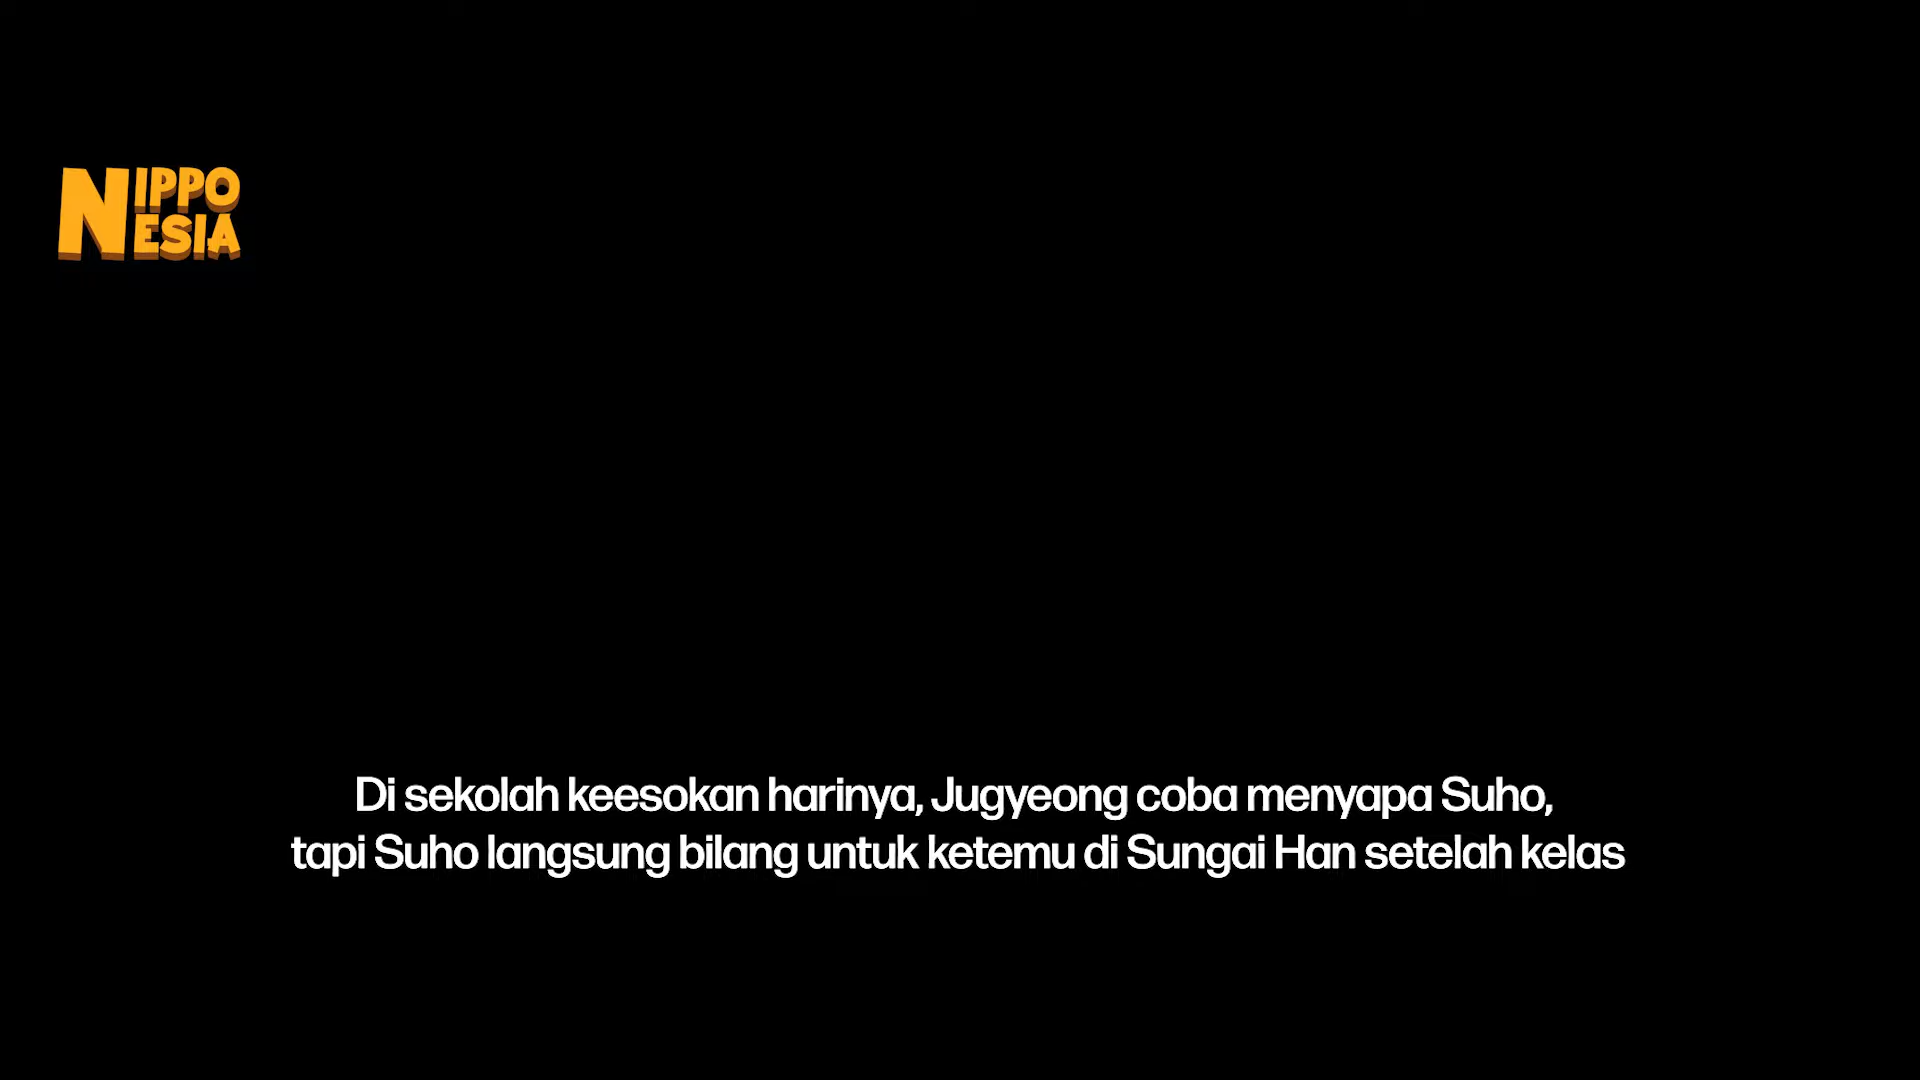 NIPPO
NESIA
Di sekolah keesokan harinya, Jugyeong coba menyapa Suho,
tapi Suho langsung bilang untuk ketemu di Sungai Han setelah kelas